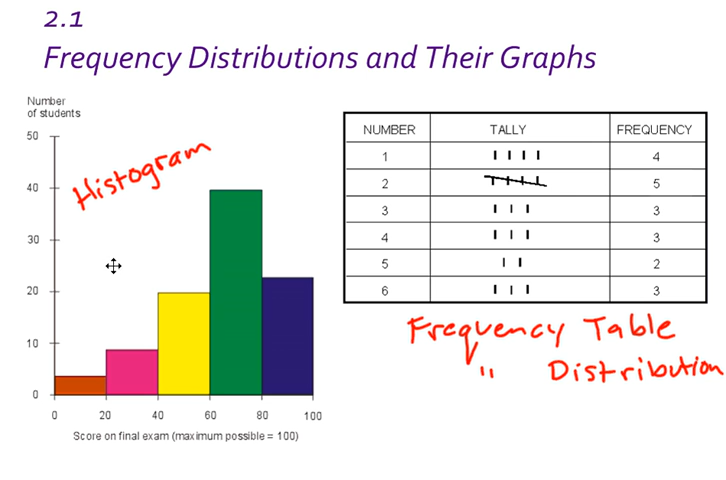 2.1
Frequency Distributions and Their Graphs
Number
of students
Histogram
50
40
30
20
10
0
0 20 40 60 80 100
Score on final exam (maximum possible = 100)
NUMBER TALLY FREQUENCY
1 | | | | 4
2 | | | | 5
3 | | | 3
4 | | | 3
5 | | 2
6 | | | 3
Frequency Table
" Distribution